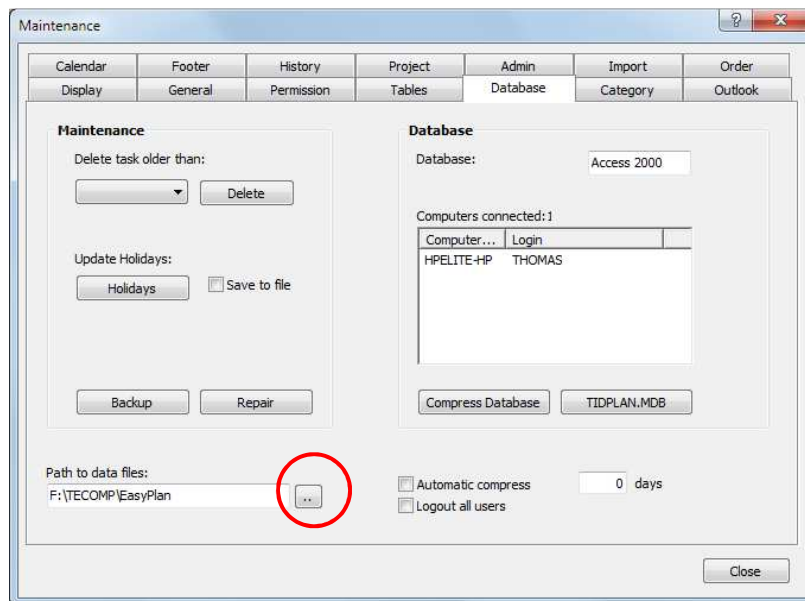 Maintenance
Calendar Footer History Project Admin Import Order
Display General Permission Tables Database Category Outlook
Maintenance
Delete task older than:
Delete
Update Holidays:
Holidays Save to file
Backup Repair
Database
Database: Access 2000
Computers connected:1
Computer... Login
HPELITE-HP THOMAS
Compress Database TIDPLAN.MDB
Path to data files:
F:\TECOMP\EasyPlan ..
Automatic compress 0 days
Logout all users
Close